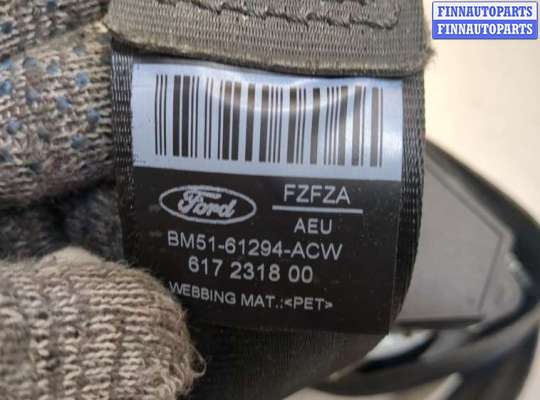 FINNAUTOPARTS
FINNAUTOPARTS
Ford
FZFZA
AEU
BM51-61294-ACW
617 2318 00
WEBBING MAT.:<PET>